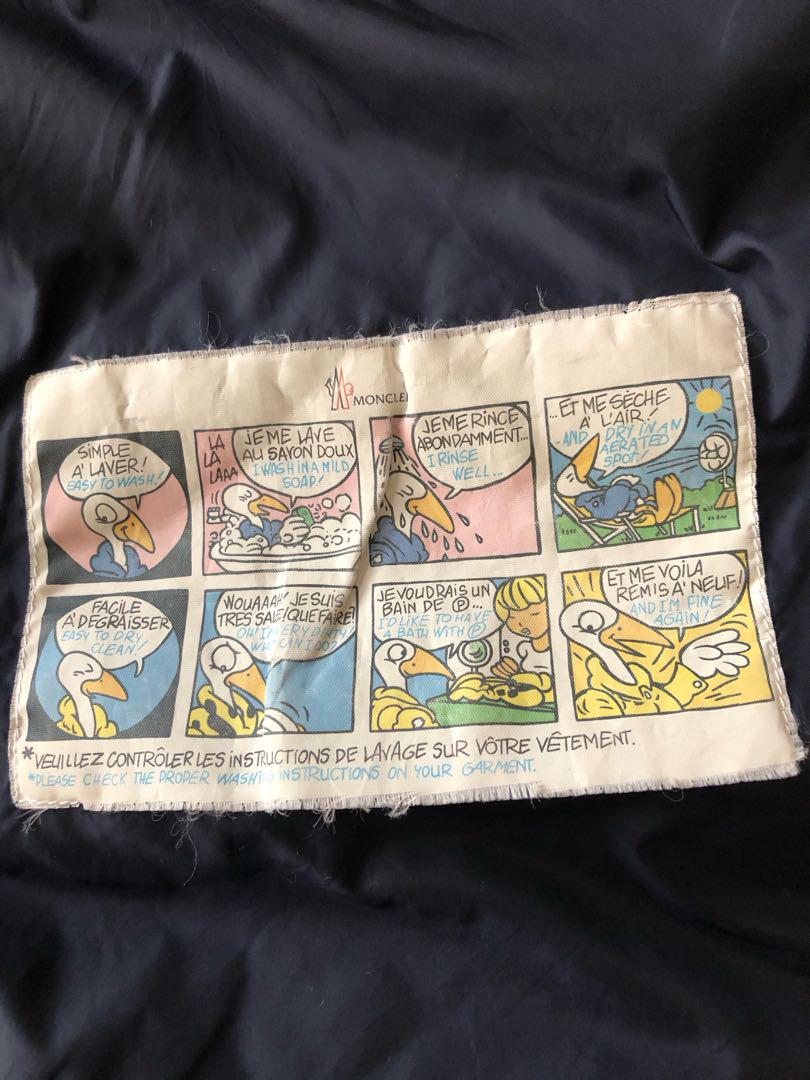 MONCLE
SIMPLE
A' LAVER!
EASY TO WASH!
LA
LA
LAAA
JE ME LAVE
AU SAVON DOUX
I WASH IN A MILD
SOAP!
JE ME RINCE
ABONDAMMENT...
I RINSE
WELL...
...ET ME SÈCHE
A' L'AIR!
..AND I DRY IN AN
AERATED
SPOT!
FACILE
A' DEGRAISSER
EASY TO DRY
CLEAN!
WOUAAAH! JE SUIS
TRES SALE! QUE FAIRE?
OH! I'M VERY DIRTY!
WHAT CAN I DO?
JE VOUDRAIS UN
BAIN DE Ⓟ...
I'D LIKE TO HAVE
A BATH WITH Ⓟ
ET ME VOILA
REMIS A' NEUF!
AND I'M FINE
AGAIN!
*VEUILLEZ CONTRÔLER LES INSTRUCTIONS DE LAVAGE SUR VÔTRE VÊTEMENT.
*PLEASE CHECK THE PROPER WASHING INSTRUCTIONS ON YOUR GARMENT.